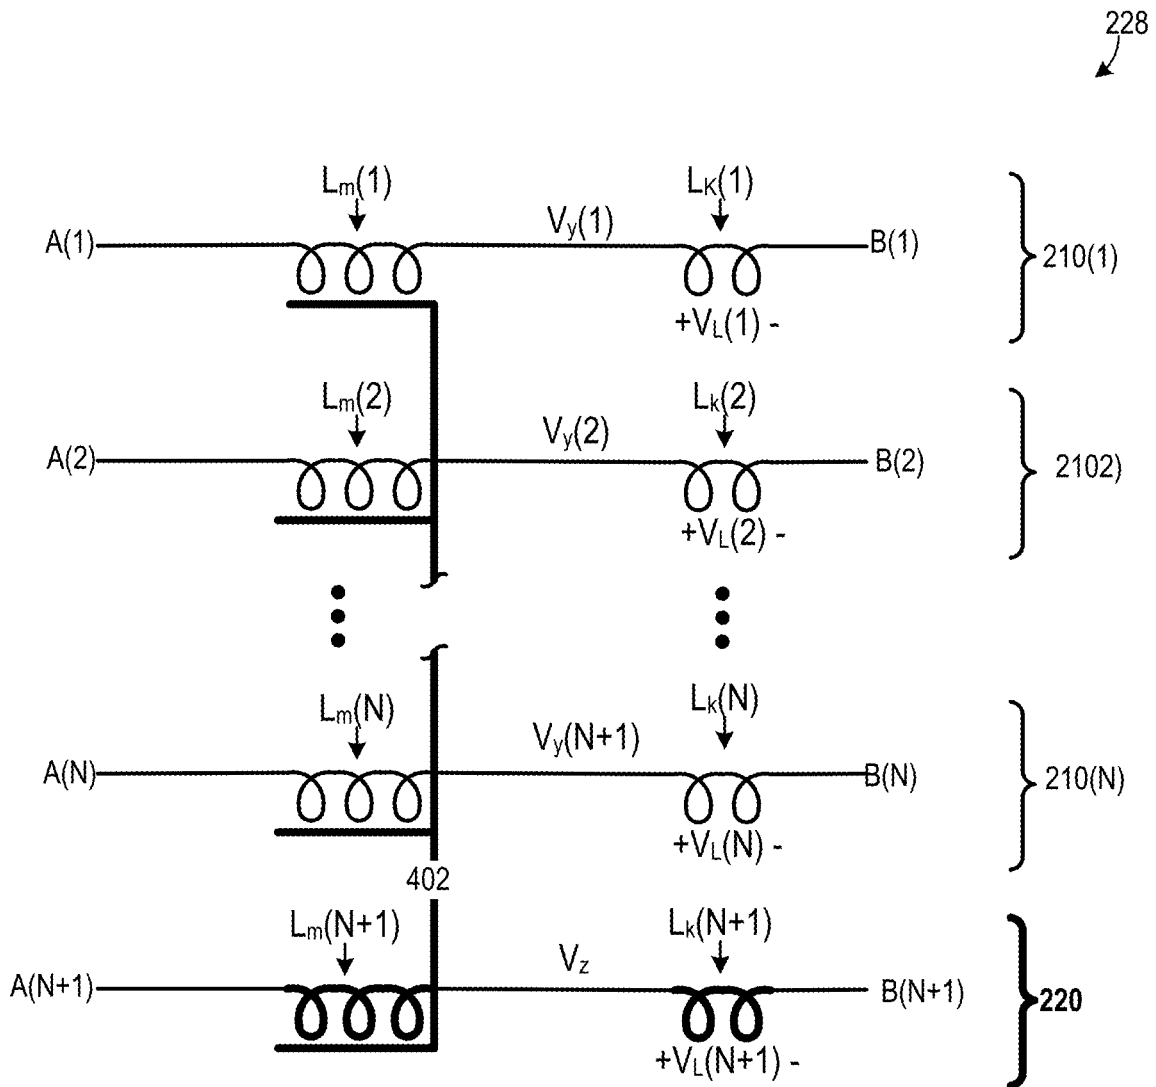 228
Lm(1) LK(1)
A(1) Vy(1) B(1) 210(1)
+VL(1) -
Lm(2) Lk(2)
A(2) Vy(2) B(2) 2102)
+VL(2) -
Lm(N) Lk(N)
A(N) Vy(N+1) B(N) 210(N)
+VL(N) -
402
Lm(N+1) Lk(N+1)
A(N+1) Vz B(N+1) 220
+VL(N+1) -